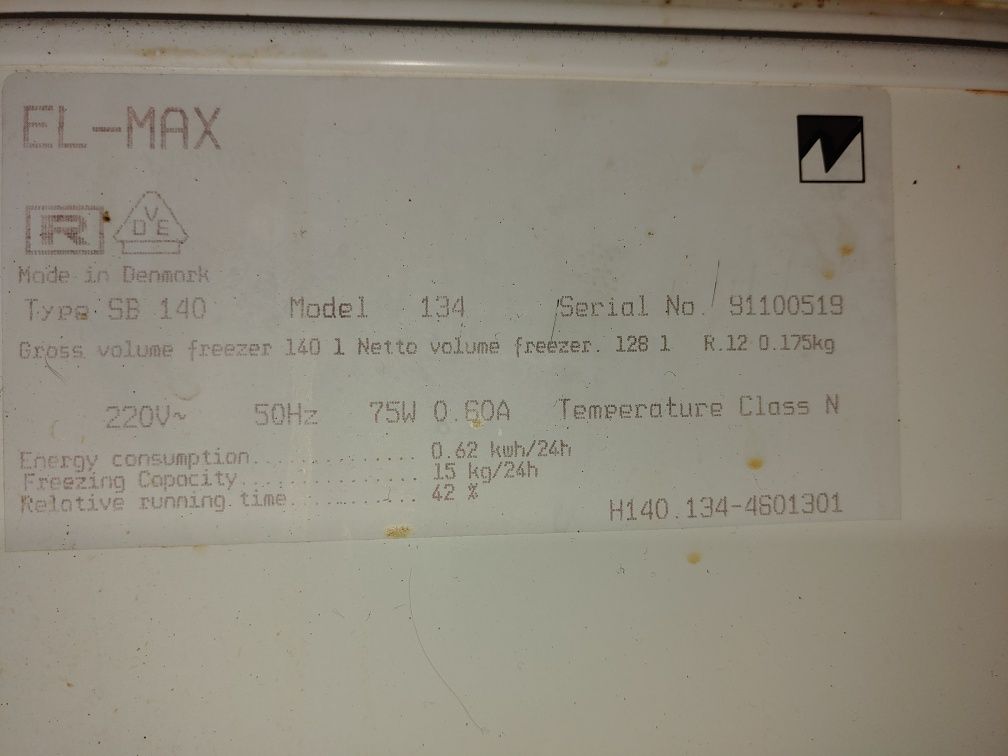 EL-MAX
R VDE
Made in Denmark
Type SB 140 Model 134 Serial No. 91100519
Gross volume freezer 140 l Netto volume freezer. 128 l R.12 0.175kg
220V~ 50Hz 75W 0.60A Temperature Class N
Energy consumption.............. 0.62 kwh/24h
Freezing Capacity............... 15 kg/24h
Relative running time........... 42 %
H140.134-4601301